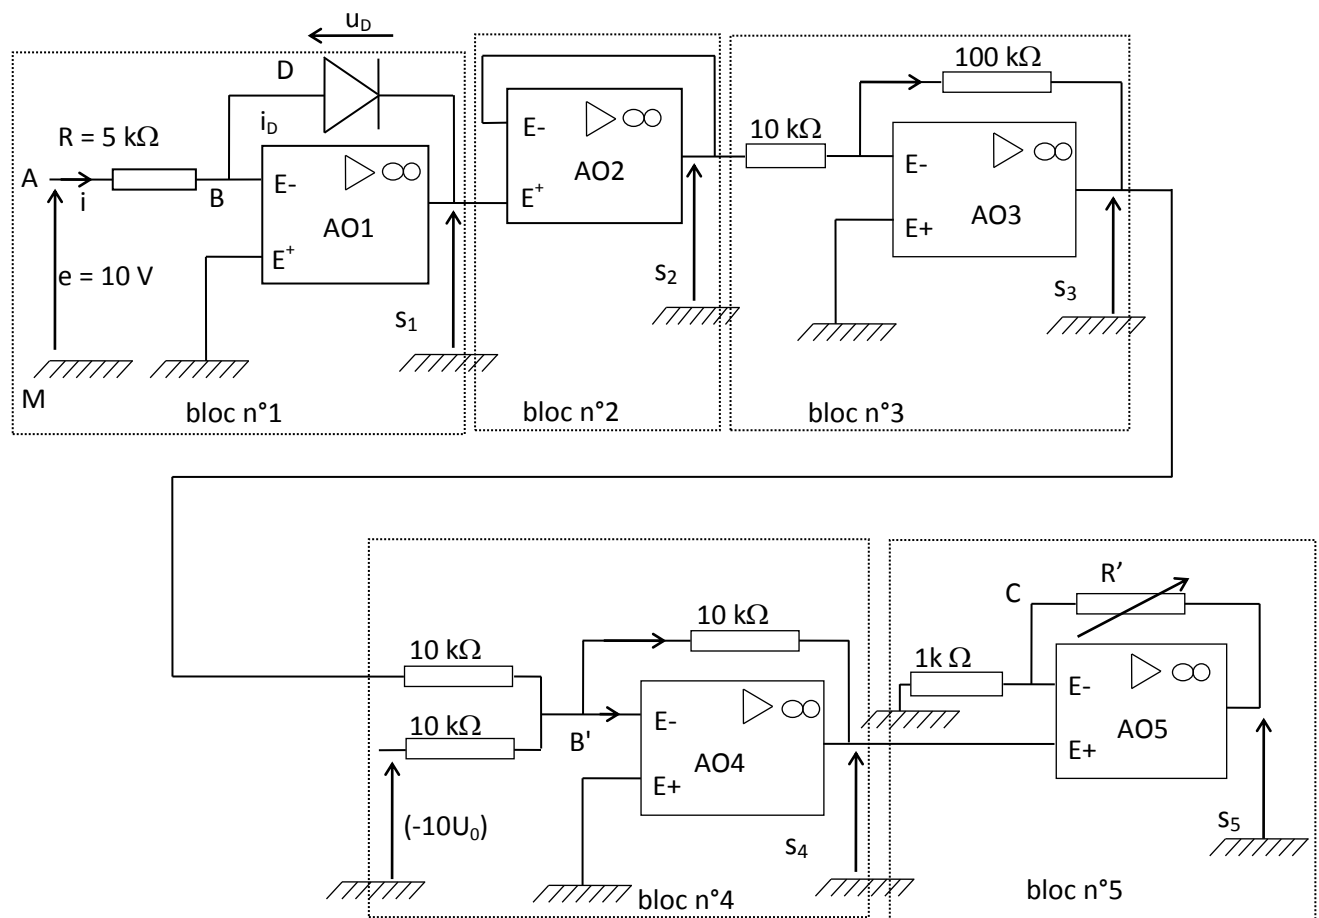 u_D
D
i_D
R = 5 kΩ
A
i
B
E-
AO1
E⁺
e = 10 V
s₁
M
bloc n°1
E-
AO2
E⁺
s₂
bloc n°2
100 kΩ
10 kΩ
E-
AO3
E+
s₃
bloc n°3
10 kΩ
10 kΩ
10 kΩ
B'
E-
AO4
E+
(-10U₀)
s₄
bloc n°4
R'
C
1k Ω
E-
AO5
E+
s₅
bloc n°5